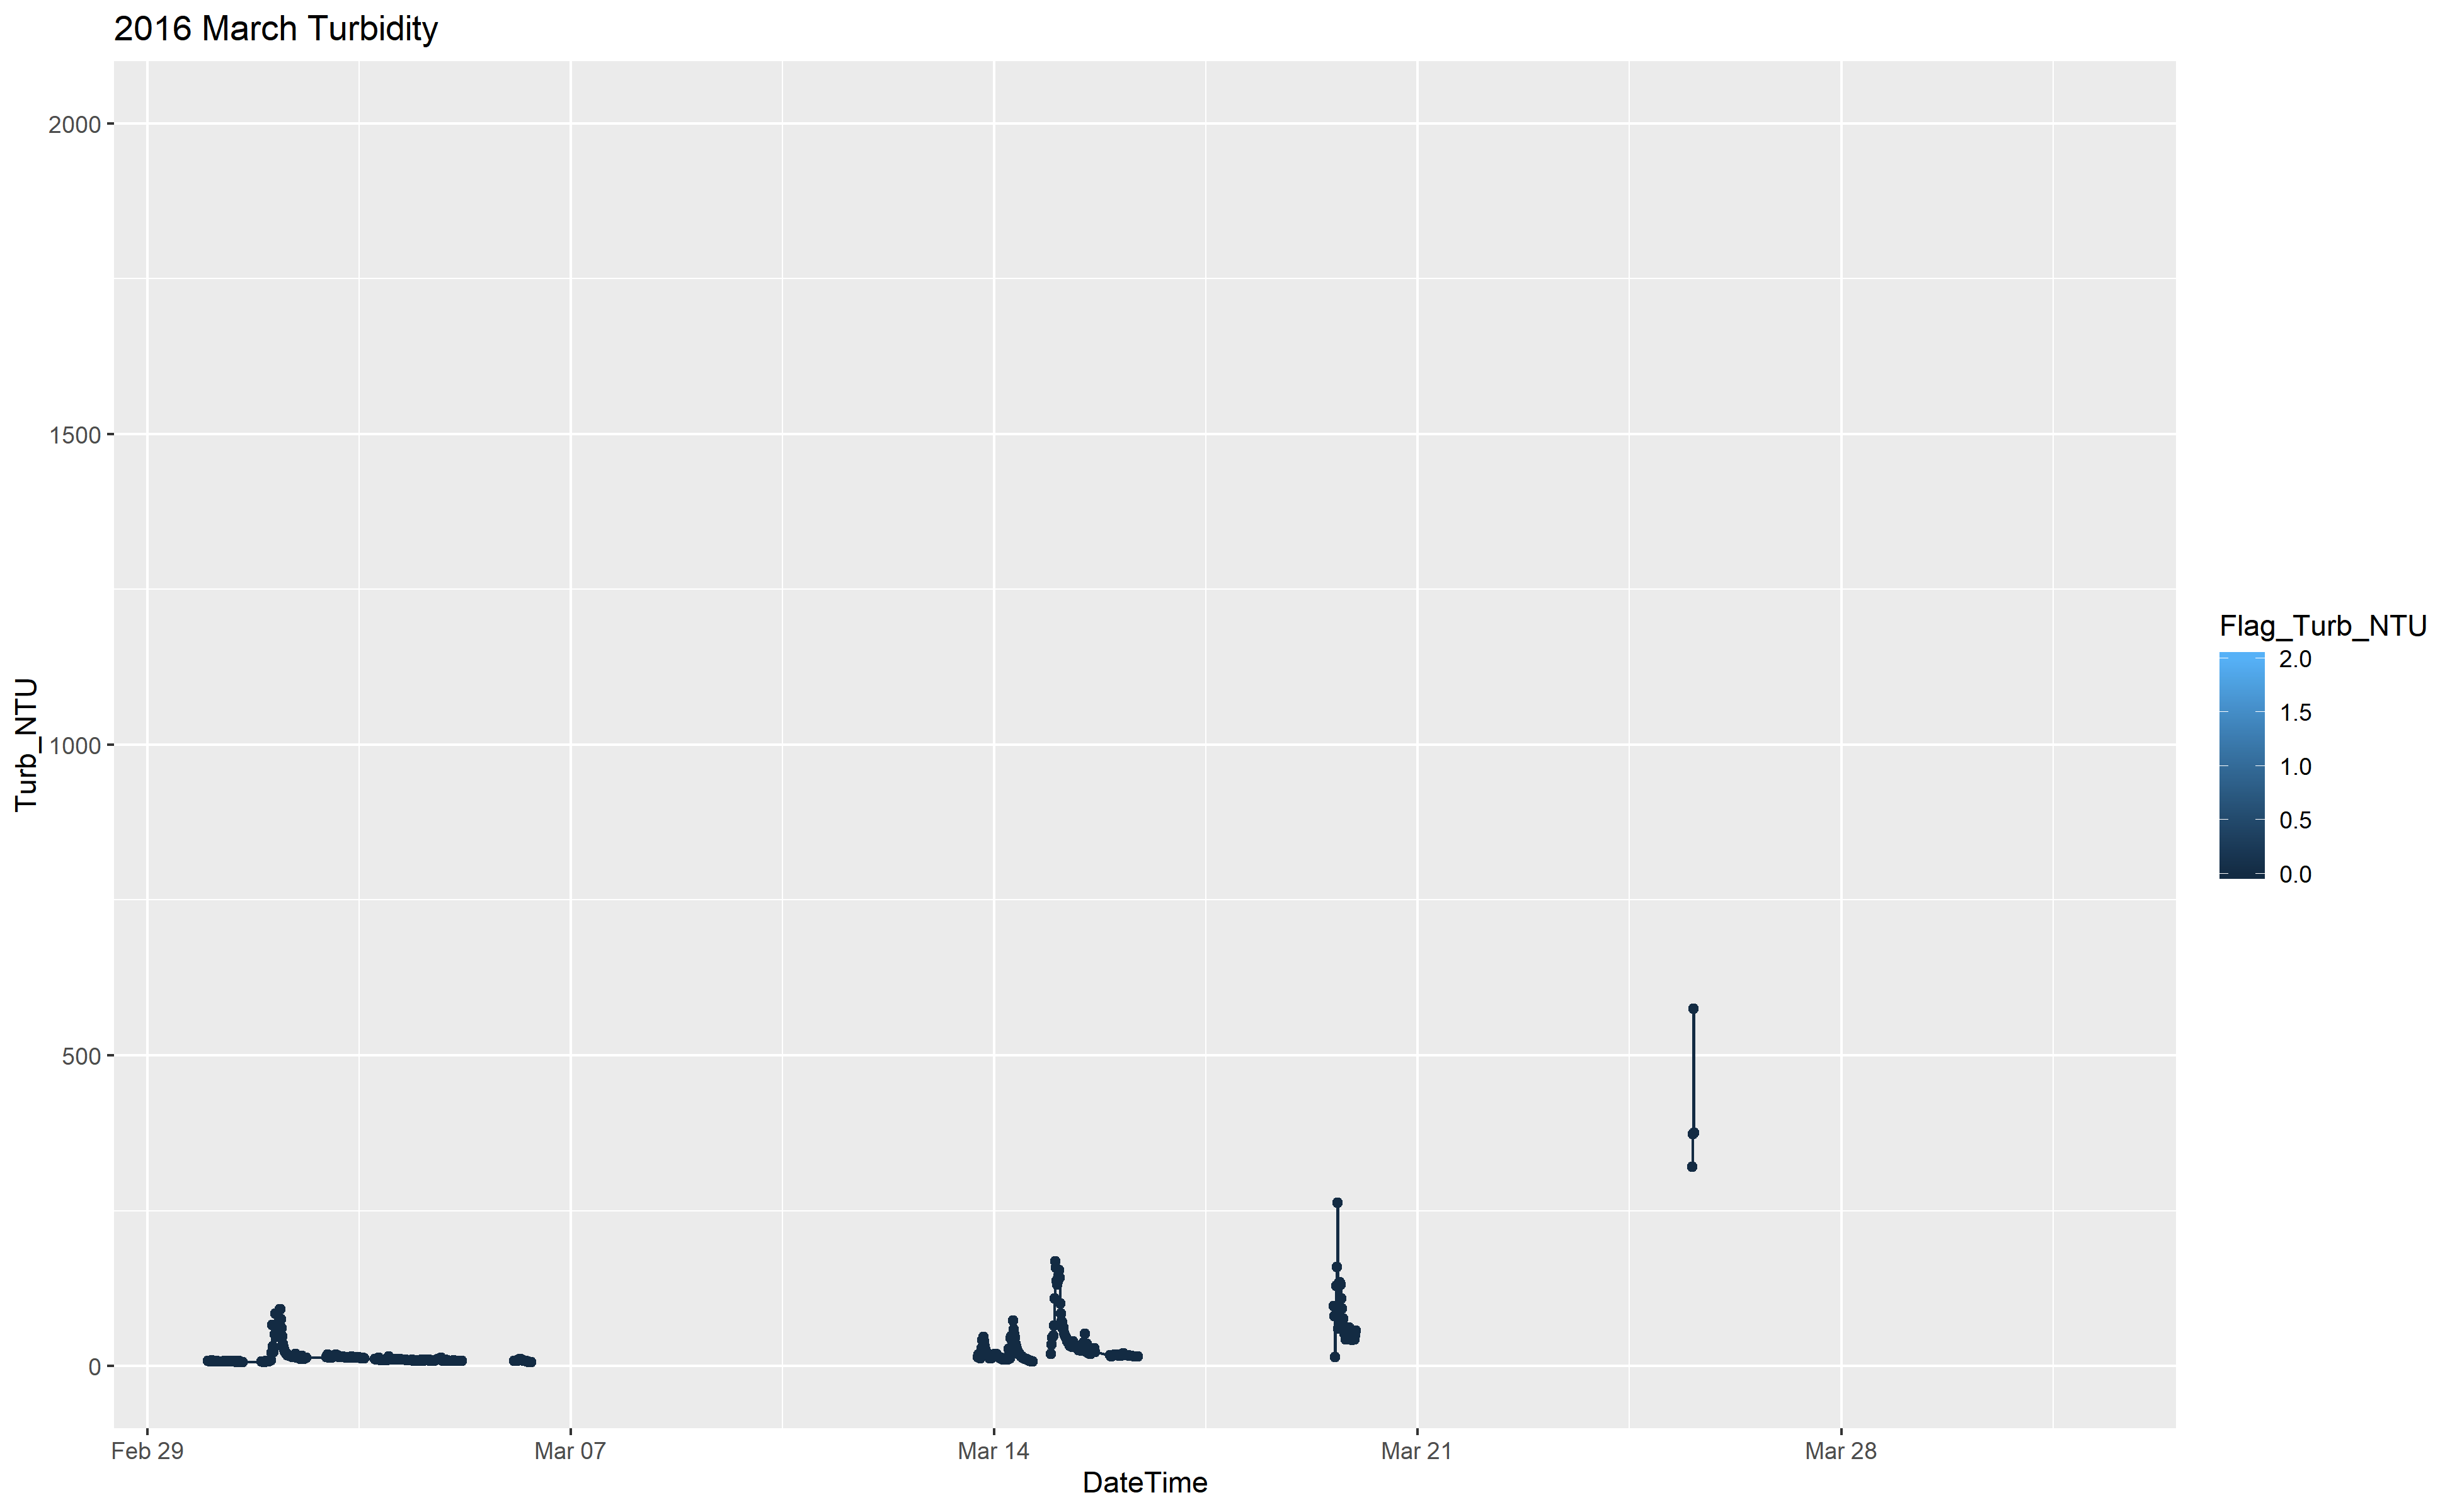 2016 March Turbidity
Turb_NTU
2000
1500
1000
500
0
Feb 29
Mar 07
Mar 14
Mar 21
Mar 28
DateTime
Flag_Turb_NTU
2.0
1.5
1.0
0.5
0.0